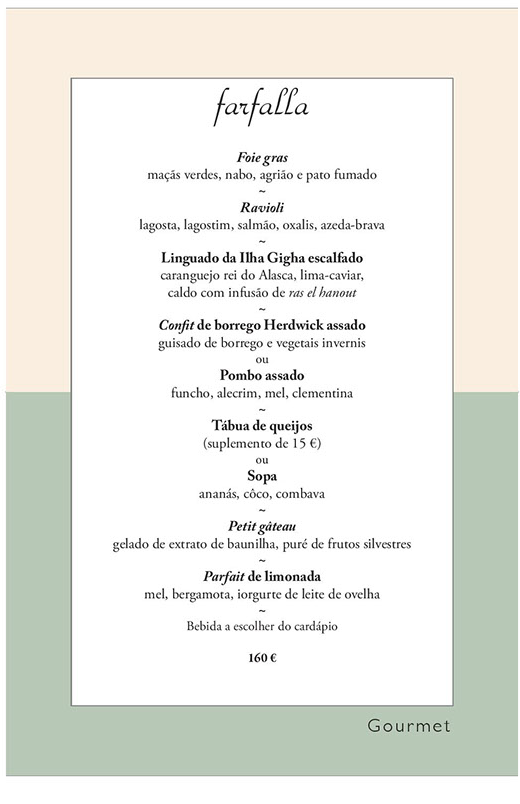 farfalla
Foie gras
maçãs verdes, nabo, agrião e pato fumado
~
Ravioli
lagosta, lagostim, salmão, oxalis, azeda-brava
~
Linguado da Ilha Gigha escalfado
caranguejo rei do Alasca, lima-caviar,
caldo com infusão de ras el hanout
~
Confit de borrego Herdwick assado
guisado de borrego e vegetais invernis
ou
Pombo assado
funcho, alecrim, mel, clementina
~
Tábua de queijos
(suplemento de 15 €)
ou
Sopa
ananás, côco, combava
~
Petit gâteau
gelado de extrato de baunilha, puré de frutos silvestres
~
Parfait de limonada
mel, bergamota, iorgurte de leite de ovelha
~
Bebida a escolher do cardápio
160 €
Gourmet